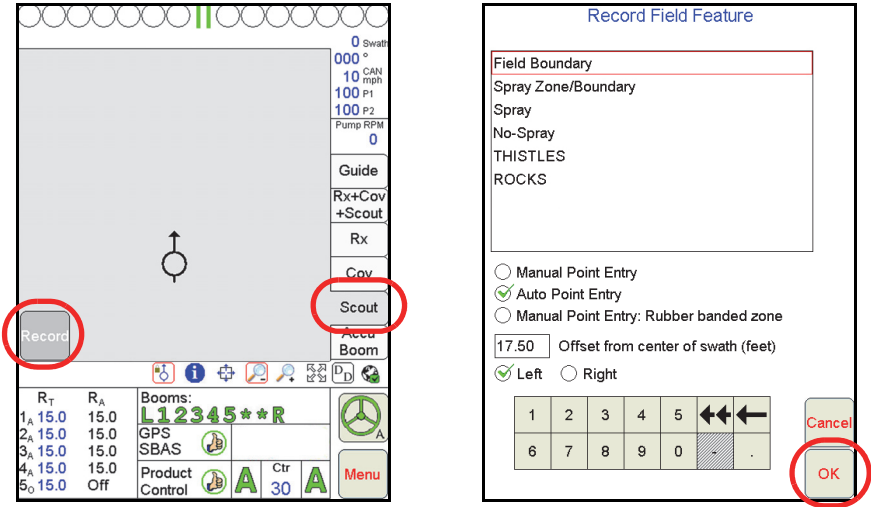 0 Swath
000 °
10 CAN mph
100 P1
100 P2
Pump RPM
0
Guide
Rx+Cov
+Scout
Rx
Cov
Scout
Accu
Boom
Record
i
DD
RT RA
1A 15.0 15.0
2A 15.0 15.0
3A 15.0 15.0
4A 15.0 15.0
5O 15.0 Off
Booms:
L12345**R
GPS
SBAS
Product
Control
A
Ctr
30
A
A
Menu
Record Field Feature
Field Boundary
Spray Zone/Boundary
Spray
No-Spray
THISTLES
ROCKS
Manual Point Entry
Auto Point Entry
Manual Point Entry: Rubber banded zone
17.50 Offset from center of swath (feet)
Left Right
1 2 3 4 5
6 7 8 9 0 - .
Cancel
OK